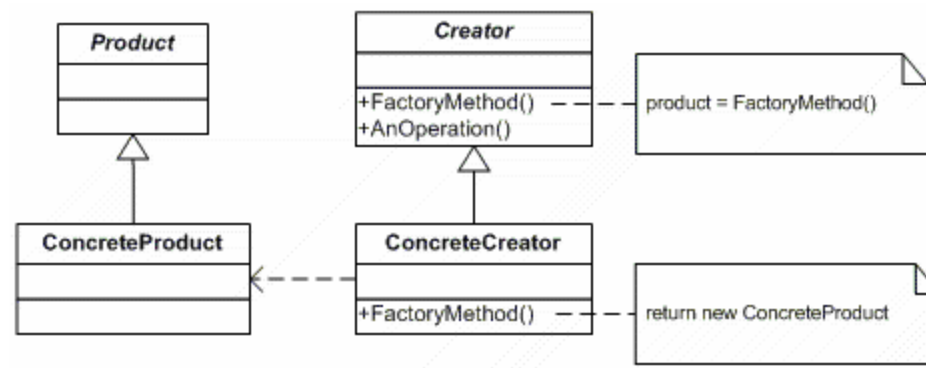 Product
Creator
+FactoryMethod()
+AnOperation()
product = FactoryMethod()
ConcreteProduct
ConcreteCreator
+FactoryMethod()
return new ConcreteProduct